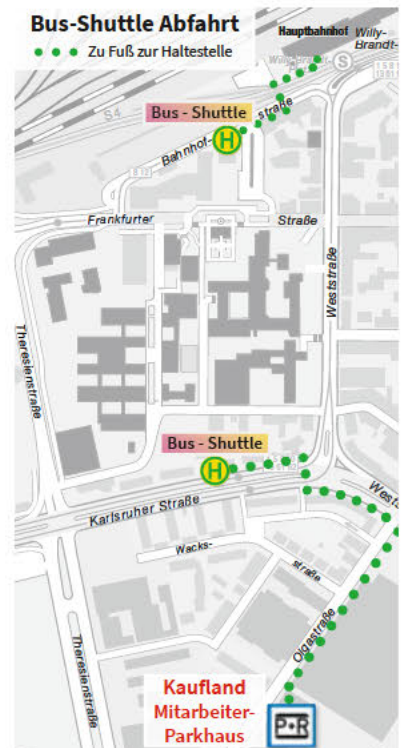 Bus-Shuttle Abfahrt
Zu Fuß zur Haltestelle
Hauptbahnhof
Willy-
Brandt-
S
S4
Bus - Shuttle
H
Bahnhof-
straße
Frankfurter
Straße
Weststraße
Theresienstraße
Bus - Shuttle
H
Karlsruher Straße
Wests
Wacks-
straße
Olgastraße
Theresienstraße
Kaufland
Mitarbeiter-
Parkhaus
P+R